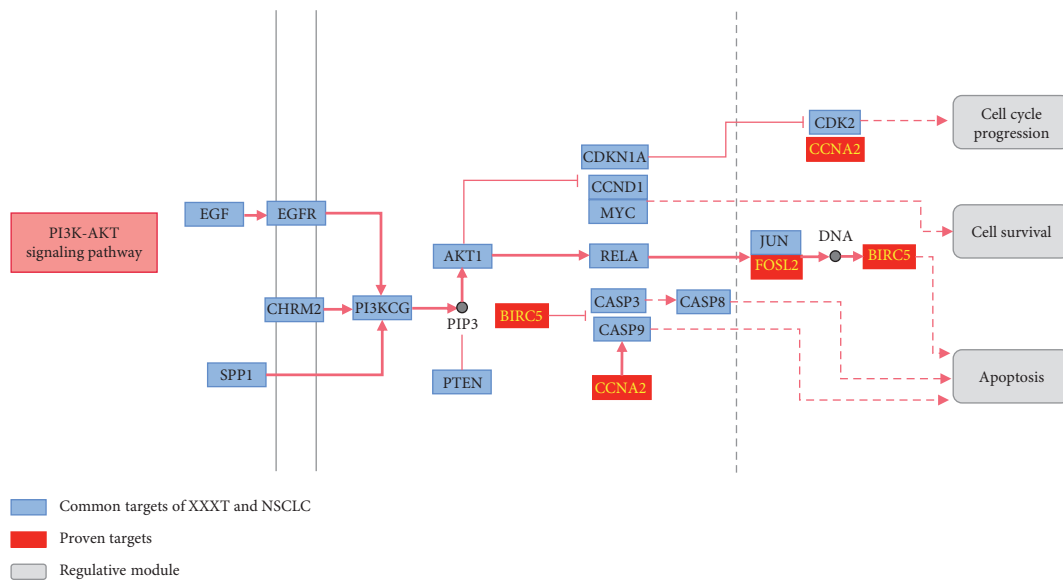 PI3K-AKT
signaling pathway
EGF
EGFR
CHRM2
SPP1
PI3KCG
PIP3
AKT1
PTEN
CDKN1A
CCND1
MYC
RELA
BIRC5
CASP3
CASP8
CASP9
CCNA2
CDK2
CCNA2
JUN
FOSL2
DNA
BIRC5
Cell cycle
progression
Cell survival
Apoptosis
Common targets of XXXT and NSCLC
Proven targets
Regulative module